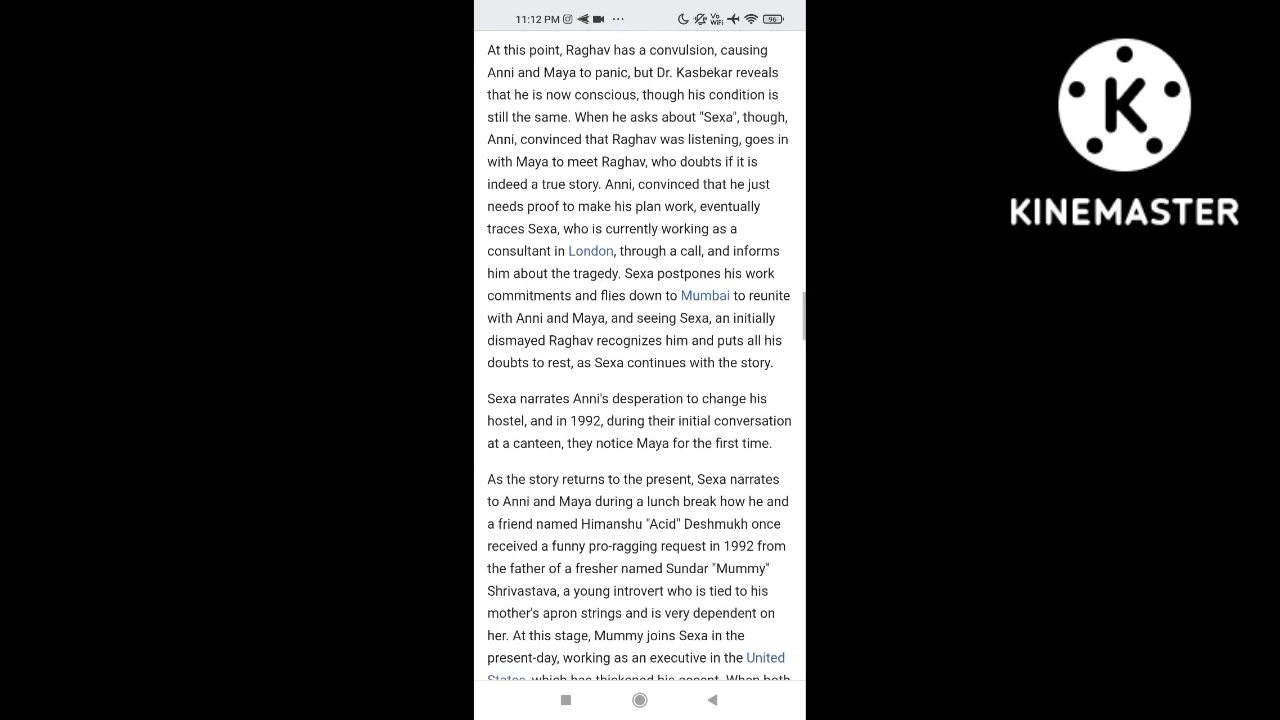 11:12 PM
Vo WiFi
96
At this point, Raghav has a convulsion, causing
Anni and Maya to panic, but Dr. Kasbekar reveals
that he is now conscious, though his condition is
still the same. When he asks about "Sexa", though,
Anni, convinced that Raghav was listening, goes in
with Maya to meet Raghav, who doubts if it is
indeed a true story. Anni, convinced that he just
needs proof to make his plan work, eventually
traces Sexa, who is currently working as a
consultant in London, through a call, and informs
him about the tragedy. Sexa postpones his work
commitments and flies down to Mumbai to reunite
with Anni and Maya, and seeing Sexa, an initially
dismayed Raghav recognizes him and puts all his
doubts to rest, as Sexa continues with the story.
Sexa narrates Anni's desperation to change his
hostel, and in 1992, during their initial conversation
at a canteen, they notice Maya for the first time.
As the story returns to the present, Sexa narrates
to Anni and Maya during a lunch break how he and
a friend named Himanshu "Acid" Deshmukh once
received a funny pro-ragging request in 1992 from
the father of a fresher named Sundar "Mummy"
Shrivastava, a young introvert who is tied to his
mother's apron strings and is very dependent on
her. At this stage, Mummy joins Sexa in the
present-day, working as an executive in the United
States, which has thickened his accent. When both
K
KINEMASTER